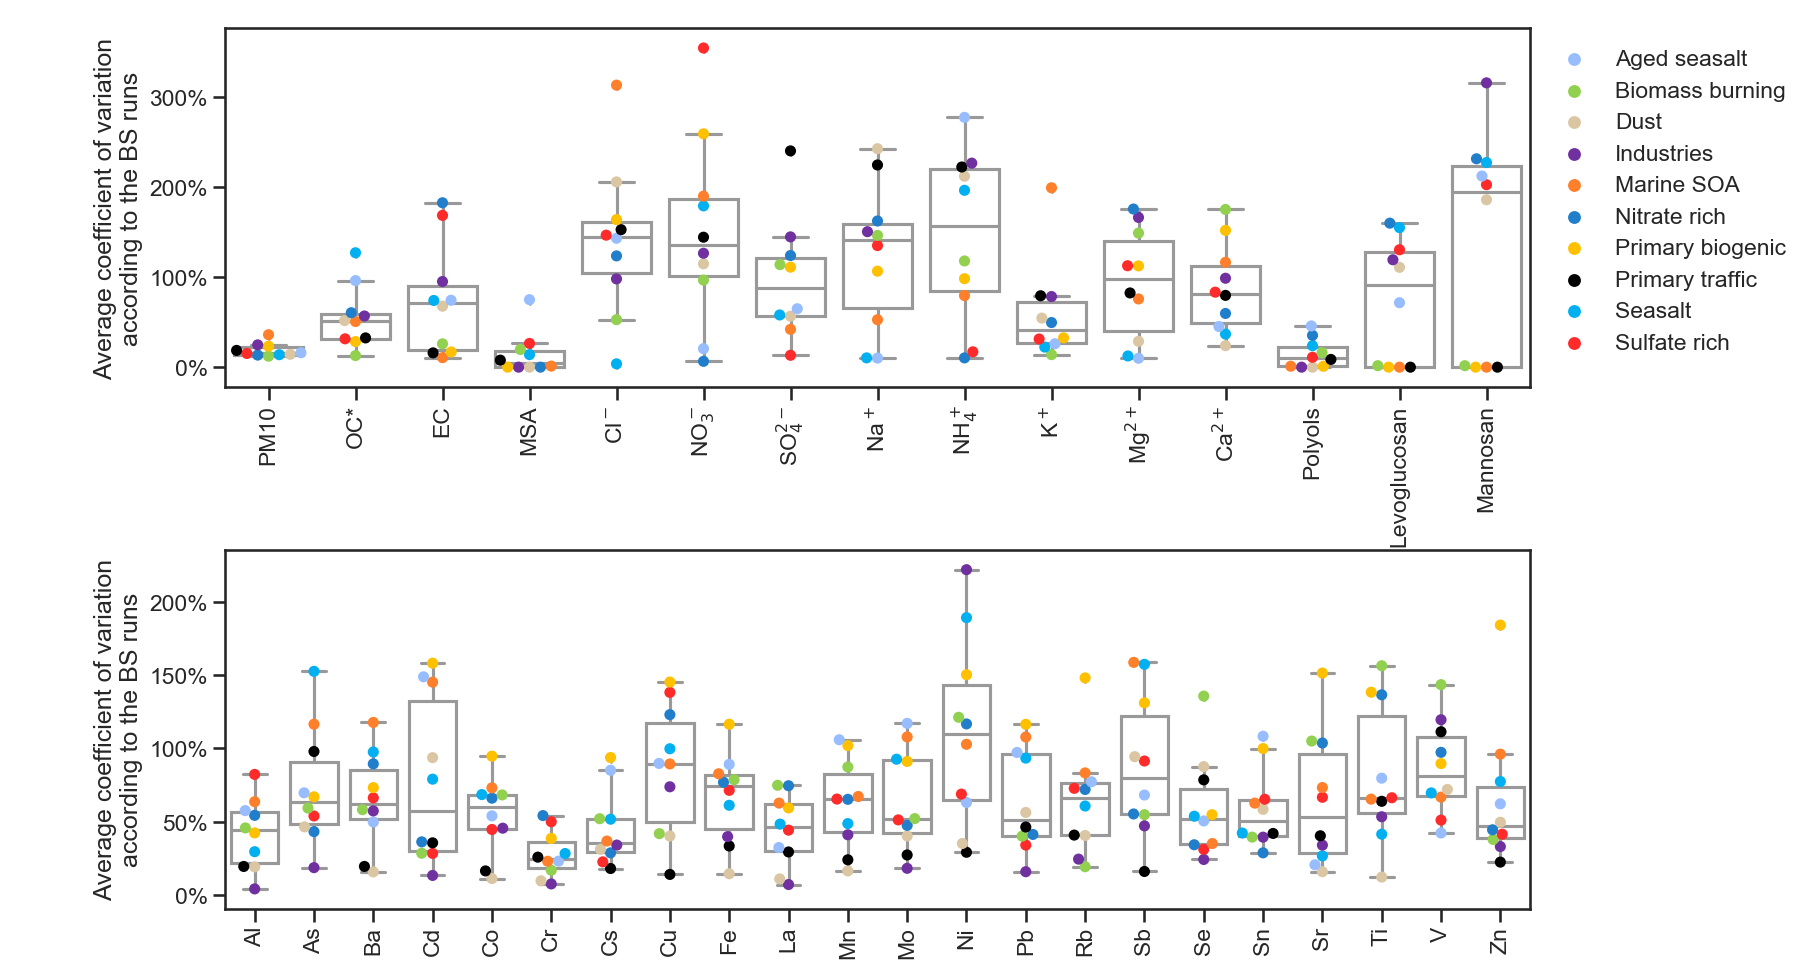 Average coefficient of variation
according to the BS runs
300%
200%
100%
0%
PM10
OC*
EC
MSA
Cl⁻
NO₃⁻
SO₄²⁻
Na⁺
NH₄⁺
K⁺
Mg²⁺
Ca²⁺
Polyols
Levoglucosan
Mannosan
Aged seasalt
Biomass burning
Dust
Industries
Marine SOA
Nitrate rich
Primary biogenic
Primary traffic
Seasalt
Sulfate rich
Average coefficient of variation
according to the BS runs
200%
150%
100%
50%
0%
Al
As
Ba
Cd
Co
Cr
Cs
Cu
Fe
La
Mn
Mo
Ni
Pb
Rb
Sb
Se
Sn
Sr
Ti
V
Zn